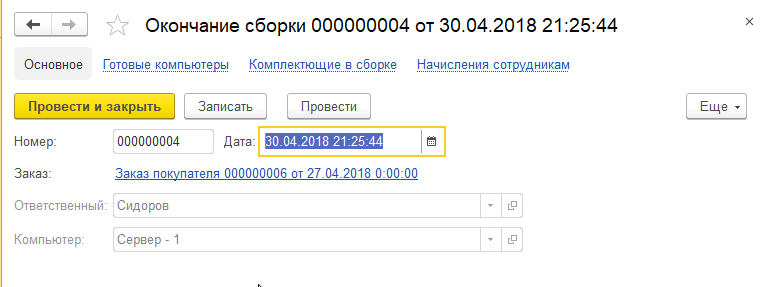 Окончание сборки 000000004 от 30.04.2018 21:25:44
Основное Готовые компьютеры Комплектующие в сборке Начисления сотрудникам
Провести и закрыть Записать Провести Еще
Номер: 000000004 Дата: 30.04.2018 21:25:44
Заказ: Заказ покупателя 000000006 от 27.04.2018 0:00:00
Ответственный: Сидоров
Компьютер: Сервер - 1